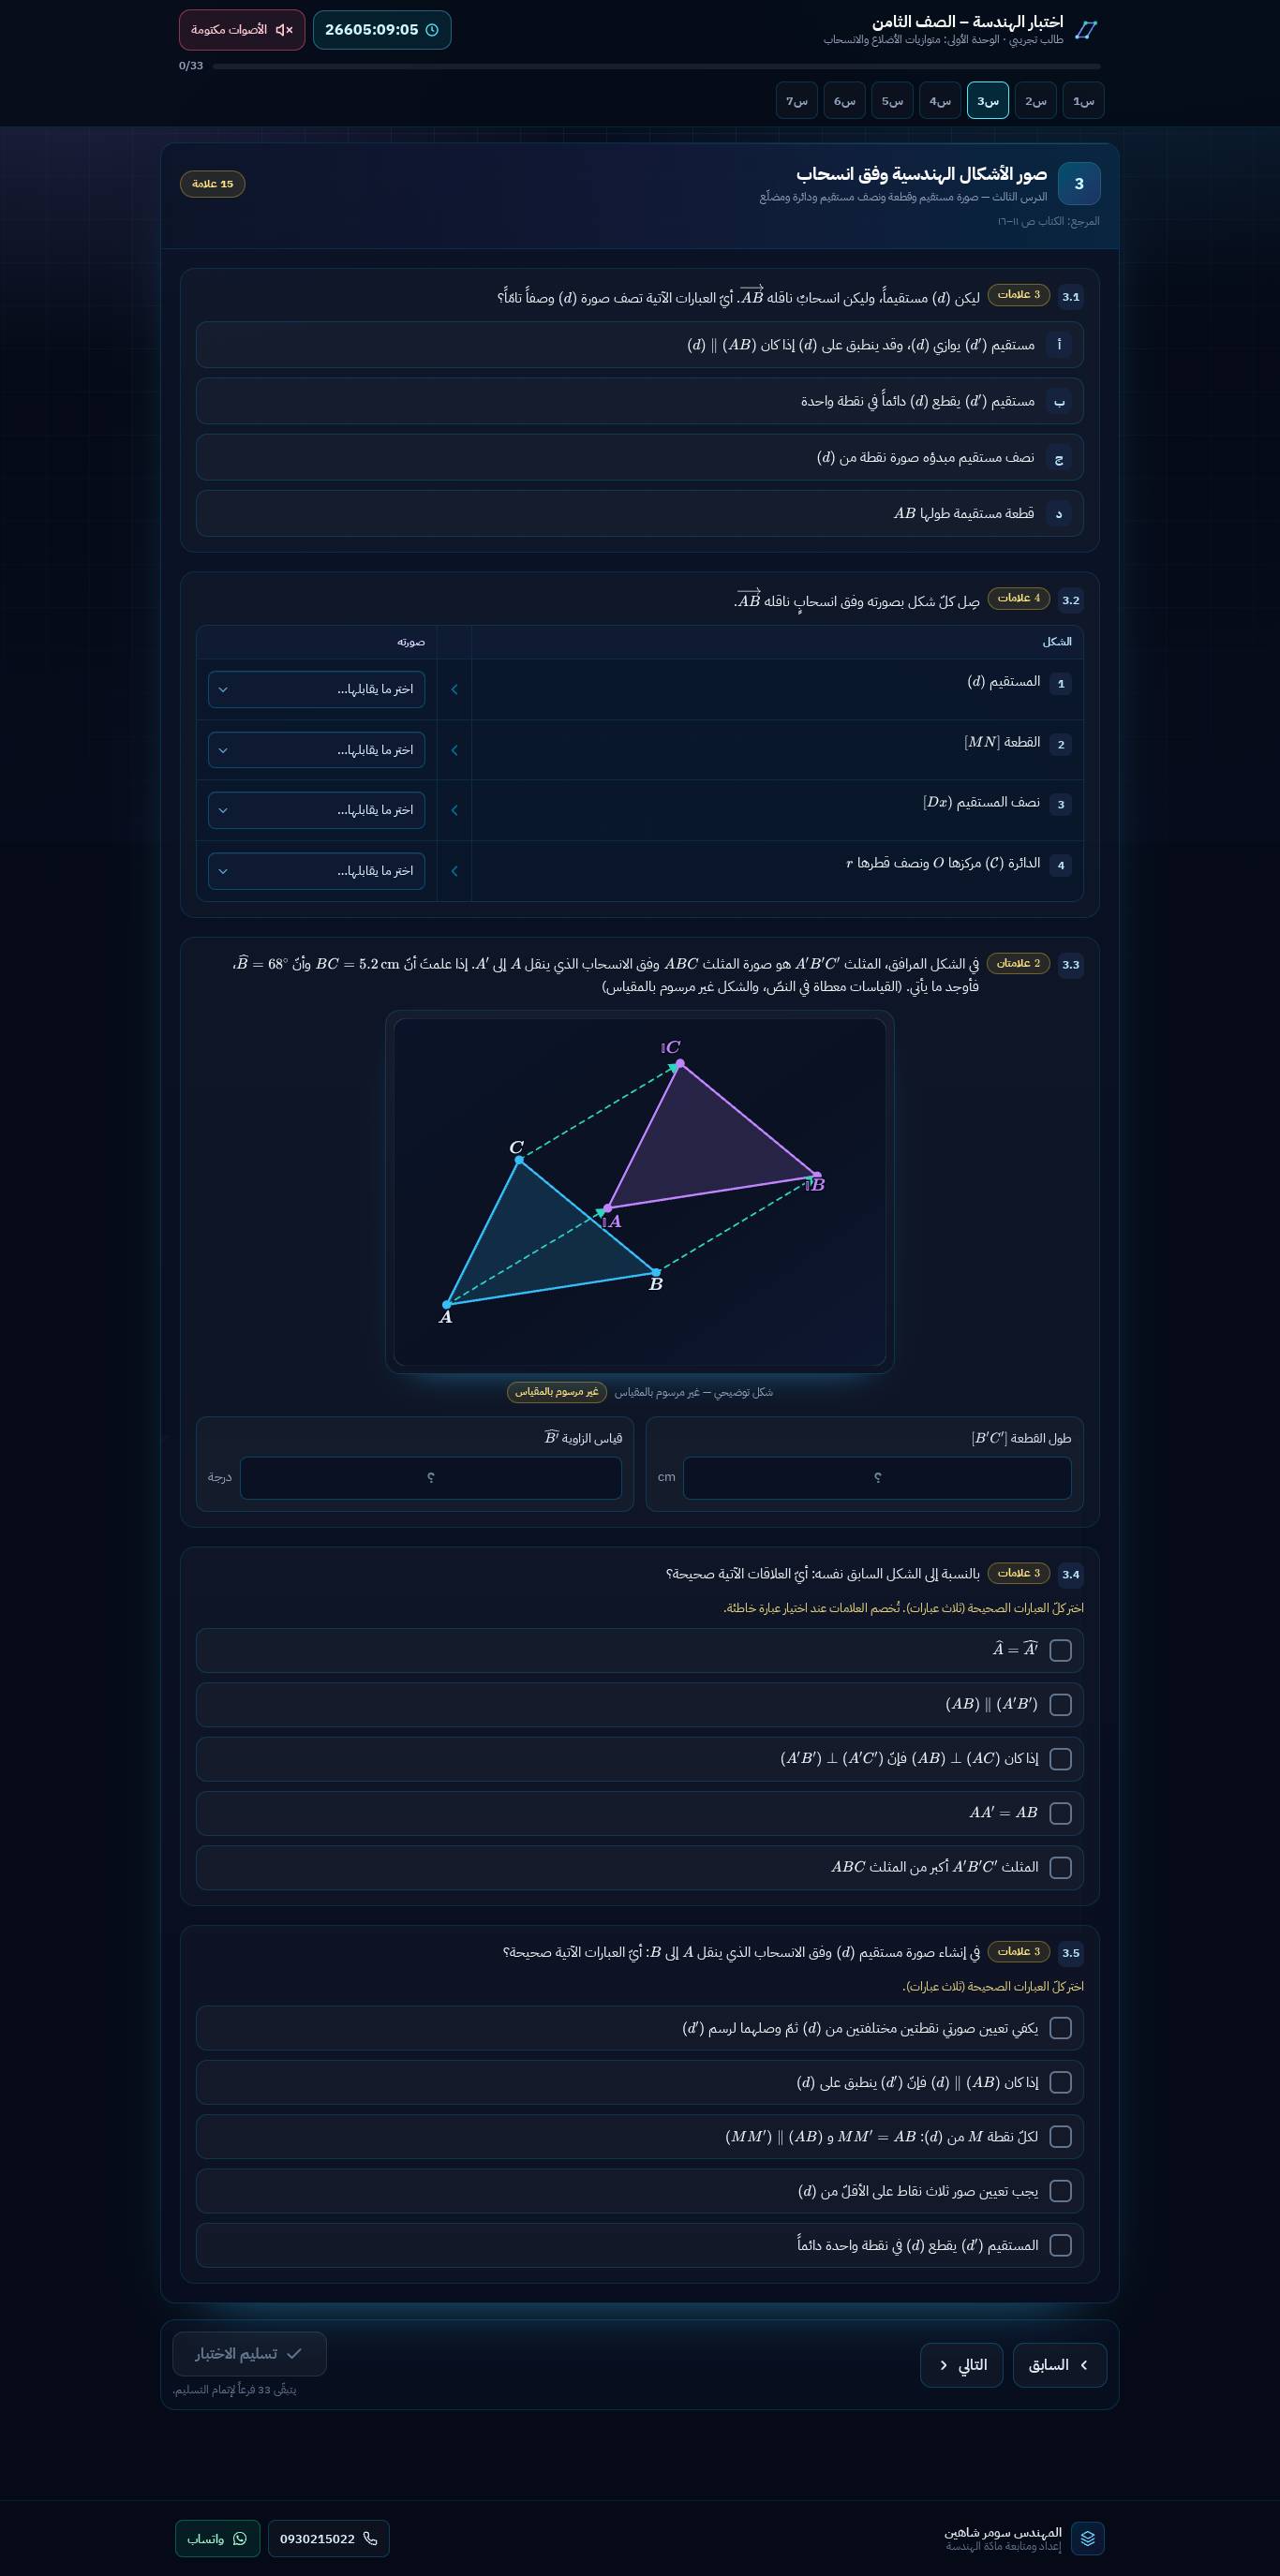 اختبار الهندسة – الصف الثامن
طالب تجريبي · الوحدة الأولى: متوازيات الأضلاع والانسحاب
26605:09:05
الأصوات مكتومة
0/33
س1 س2 س3 س4 س5 س6 س7
3 صور الأشكال الهندسية وفق انسحاب
15 علامة
الدرس الثالث — صورة مستقيم وقطعة ونصف مستقيم ودائرة ومضلّع
المرجع: الكتاب ص ١١–١٦
3.1 3 علامات ليكن (d) مستقيماً، وليكن انسحابٌ ناقله \overrightarrow{AB}. أيّ العبارات الآتية تصف صورة (d) وصفاً تامّاً؟
أ مستقيم (d′) يوازي (d)، وقد ينطبق على (d) إذا كان (AB) ∥ (d)
ب مستقيم (d′) يقطع (d) دائماً في نقطة واحدة
ج نصف مستقيم مبدؤه صورة نقطة من (d)
د قطعة مستقيمة طولها AB
3.2 4 علامات صِل كلّ شكل بصورته وفق انسحابٍ ناقله \overrightarrow{AB}.
الشكل صورته
1 المستقيم (d) اختر ما يقابلها...
2 القطعة [MN] اختر ما يقابلها...
3 نصف المستقيم [Dx) اختر ما يقابلها...
4 الدائرة (C) مركزها O ونصف قطرها r اختر ما يقابلها...
3.3 2 علامتان في الشكل المرافق، المثلث A′B′C′ هو صورة المثلث ABC وفق الانسحاب الذي ينقل A إلى A′. إذا علمتَ أنّ BC = 5.2 cm وأنّ \widehat{B} = 68°،
فأوجد ما يأتي. (القياسات معطاة في النصّ، والشكل غير مرسوم بالمقياس)
C
C
B
A
B
A
شكل توضيحي — غير مرسوم بالمقياس غير مرسوم بالمقياس
طول القطعة [B′C′]
؟ cm
قياس الزاوية \widehat{B′}
؟ درجة
3.4 3 علامات بالنسبة إلى الشكل السابق نفسه: أيّ العلاقات الآتية صحيحة؟
اختر كلّ العبارات الصحيحة (ثلاث عبارات). تُخصم العلامات عند اختيار عبارة خاطئة.
\widehat{A} = \widehat{A′}
(AB) ∥ (A′B′)
إذا كان (AB) ⊥ (AC) فإنّ (A′B′) ⊥ (A′C′)
AA′ = AB
المثلث A′B′C′ أكبر من المثلث ABC
3.5 3 علامات في إنشاء صورة مستقيم (d) وفق الانسحاب الذي ينقل A إلى B: أيّ العبارات الآتية صحيحة؟
اختر كلّ العبارات الصحيحة (ثلاث عبارات).
يكفي تعيين صورتي نقطتين مختلفتين من (d) ثمّ وصلهما لرسم (d′)
إذا كان (d) ∥ (AB) فإنّ (d′) ينطبق على (d)
لكلّ نقطة M من (d): MM′ = AB و (MM′) ∥ (AB)
يجب تعيين صور ثلاث نقاط على الأقلّ من (d)
المستقيم (d′) يقطع (d) في نقطة واحدة دائماً
السابق
التالي
تسليم الاختبار
يتبقّى 33 فرعاً لإتمام التسليم.
المهندس سومر شاهين
إعداد ومتابعة مادّة الهندسة
0930215022
واتساب